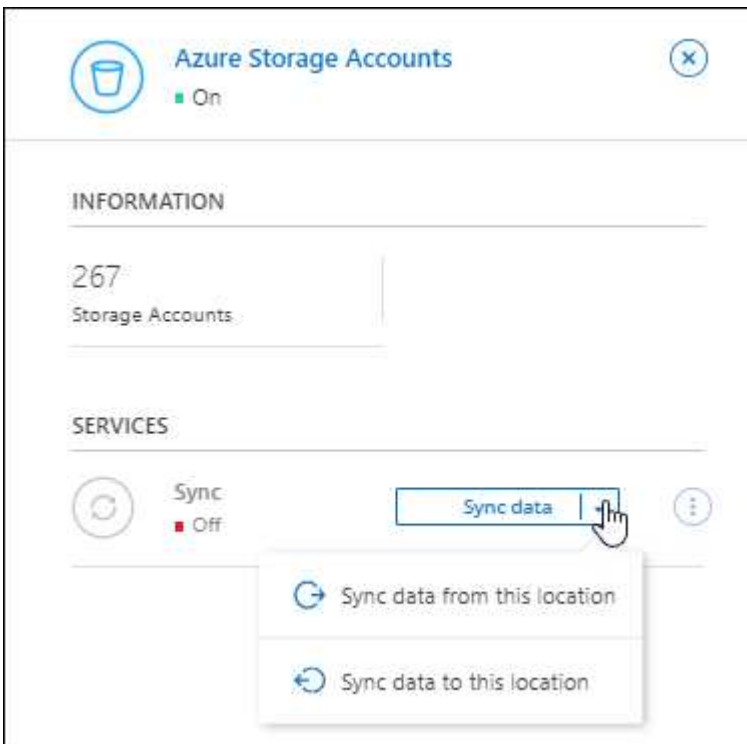 Azure Storage Accounts
On
INFORMATION
267
Storage Accounts
SERVICES
Sync
Off
Sync data
Sync data from this location
Sync data to this location